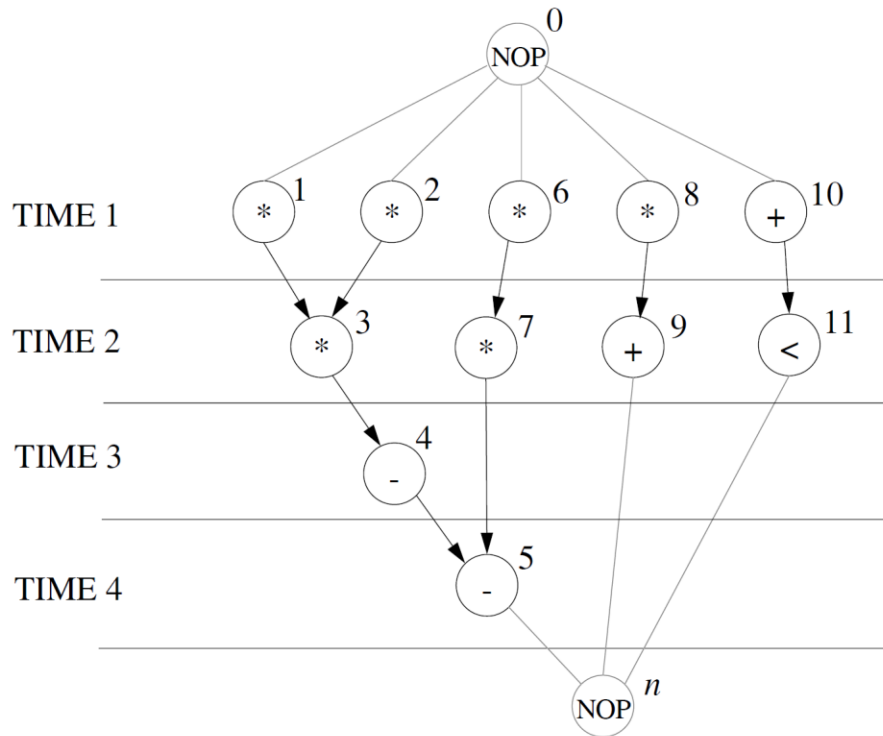 0
NOP
TIME 1
* 1
* 2
* 6
* 8
+ 10
TIME 2
* 3
* 7
+ 9
< 11
TIME 3
- 4
TIME 4
- 5
NOP n